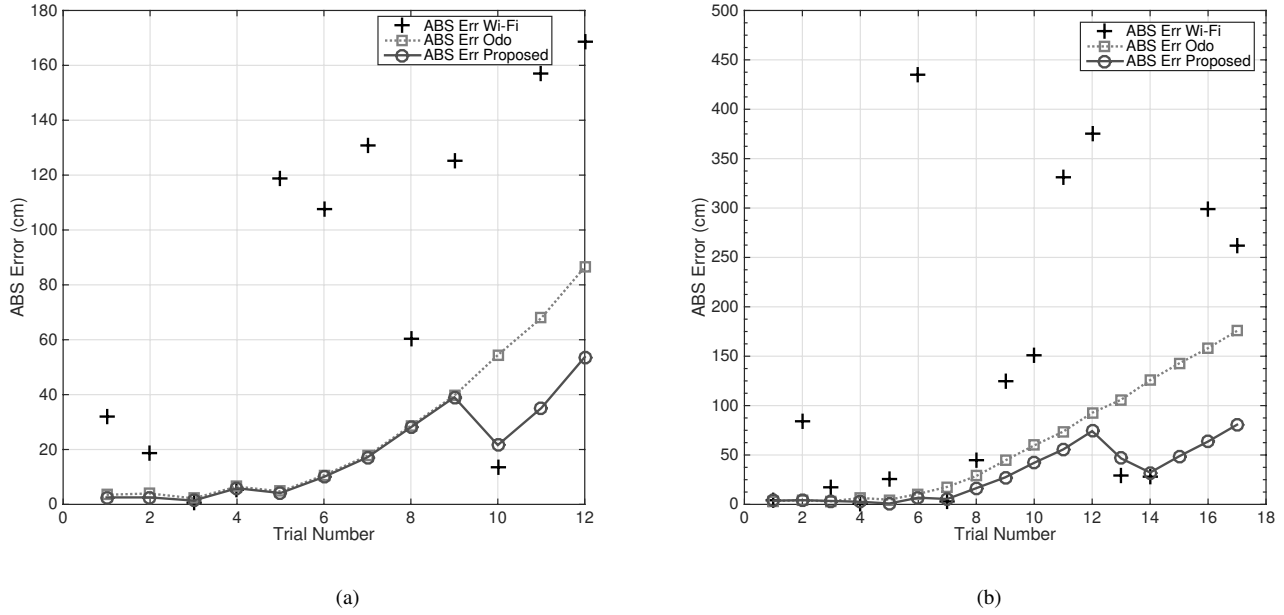 180
160
140
120
100
80
60
40
20
0
ABS Error (cm)
ABS Err Wi-Fi
ABS Err Odo
ABS Err Proposed
0 2 4 6 8 10 12
Trial Number
(a)
500
450
400
350
300
250
200
150
100
50
0
ABS Error (cm)
ABS Err Wi-Fi
ABS Err Odo
ABS Err Proposed
0 2 4 6 8 10 12 14 16 18
Trial Number
(b)